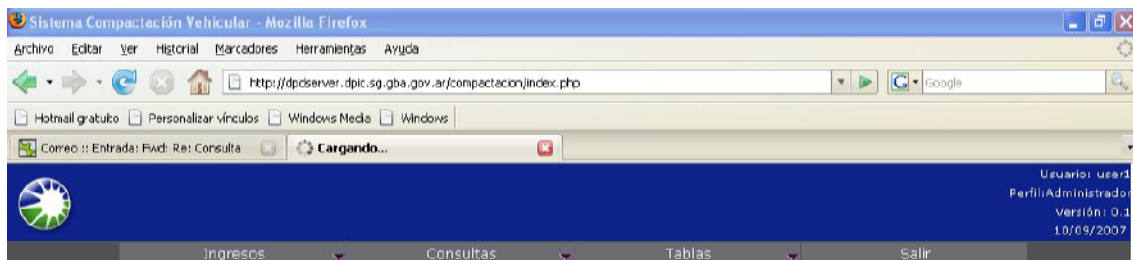 Sistema Compactación Vehicular - Mozilla Firefox
Archivo Editar Ver Historial Marcadores Herramientas Ayuda
http://dpdserver.dpic.sg.gba.gov.ar/compactacion/index.php Google
Hotmail gratuito Personalizar vínculos Windows Media Windows
Correo :: Entrada: Fwd: Re: Consulta Cargando...
Usuario: user1
Perfil:Administrador
Versión: 0.1
10/09/2007
Ingresos Consultas Tablas Salir